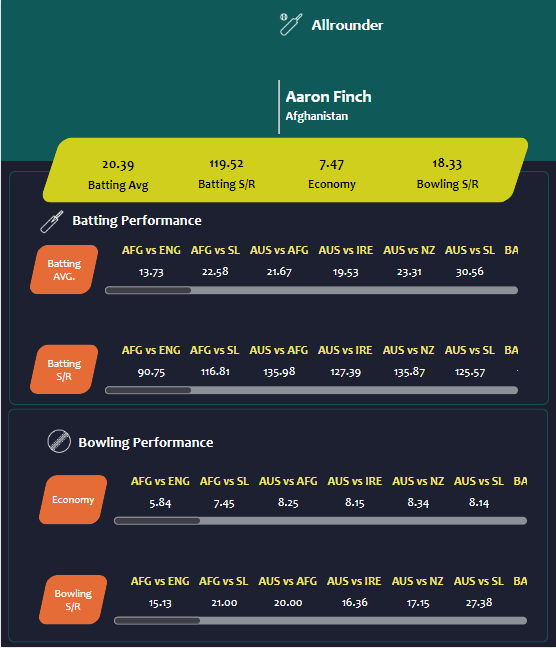 Allrounder
Aaron Finch
Afghanistan
20.39 119.52 7.47 18.33
Batting Avg Batting S/R Economy Bowling S/R
Batting Performance
AFG vs ENG AFG vs SL AUS vs AFG AUS vs IRE AUS vs NZ AUS vs SL BA
Batting
AVG.
13.73 22.58 21.67 19.53 23.31 30.56
AFG vs ENG AFG vs SL AUS vs AFG AUS vs IRE AUS vs NZ AUS vs SL BA
Batting
S/R
90.75 116.81 135.98 127.39 135.87 125.57
Bowling Performance
AFG vs ENG AFG vs SL AUS vs AFG AUS vs IRE AUS vs NZ AUS vs SL BA
Economy
5.84 7.45 8.25 8.15 8.34 8.14
AFG vs ENG AFG vs SL AUS vs AFG AUS vs IRE AUS vs NZ AUS vs SL BA
Bowling
S/R
15.13 21.00 20.00 16.36 17.15 27.38